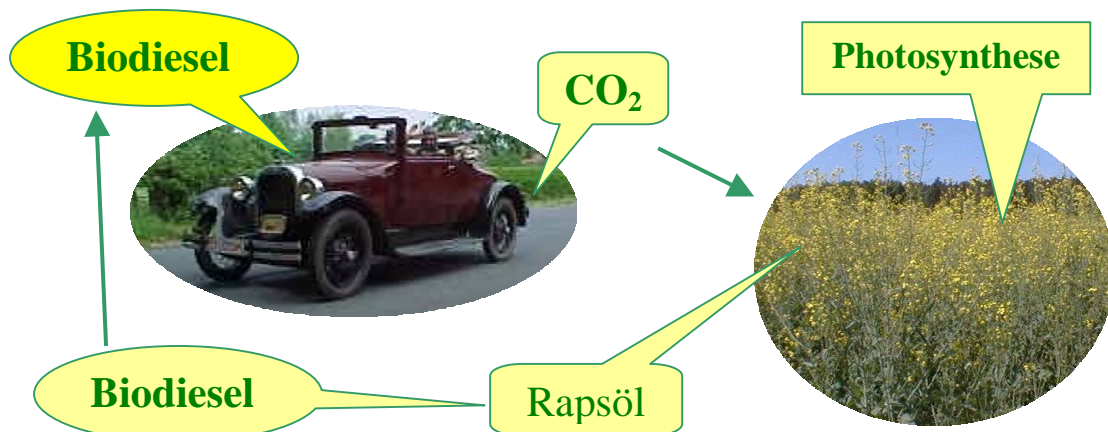 Biodiesel
CO₂
Photosynthese
Biodiesel
Rapsöl